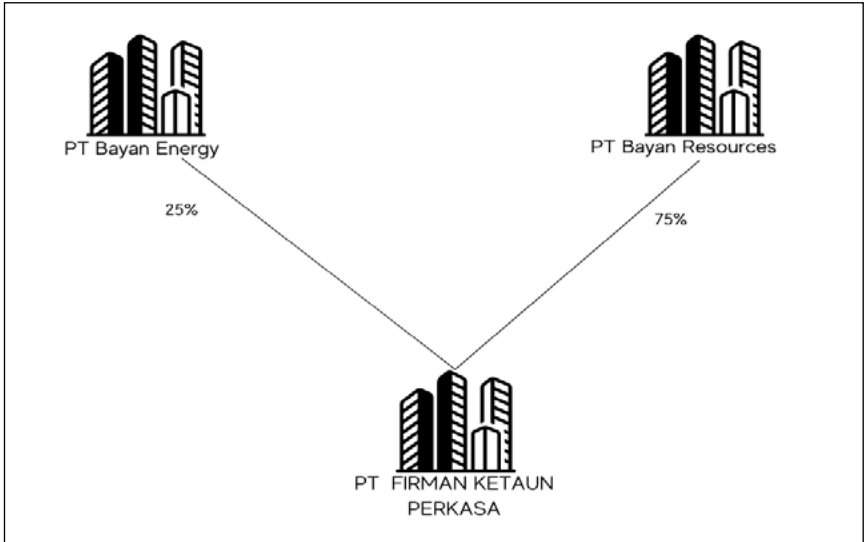 PT Bayan Energy
PT Bayan Resources
25%
75%
PT FIRMAN KETAUN
PERKASA